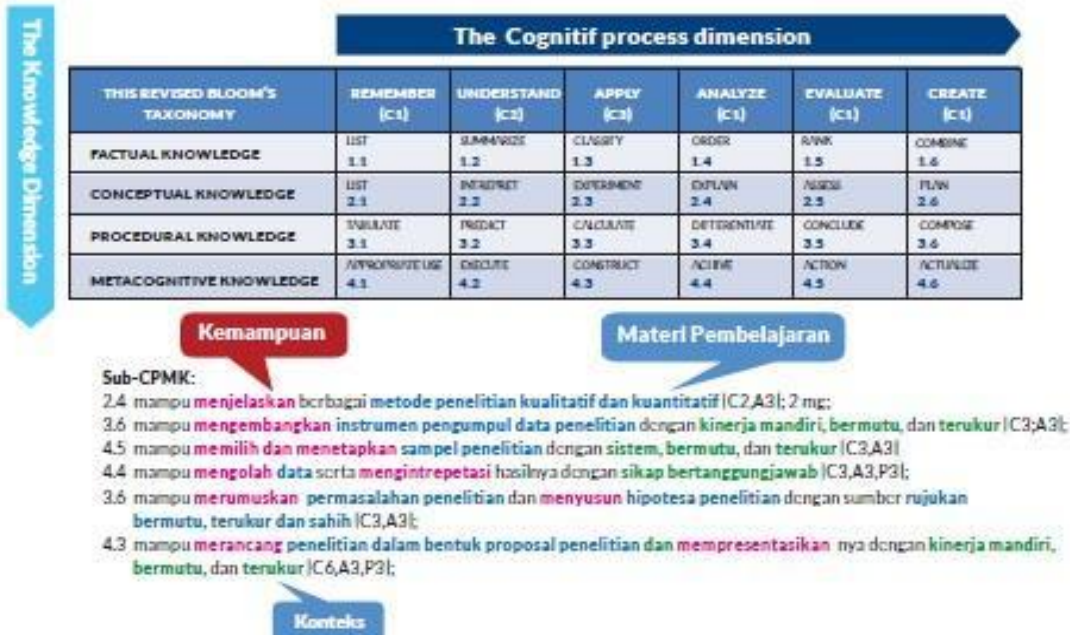 The Knowledge Dimension
The Cognitif process dimension
THIS REVISED BLOOM'S TAXONOMY REMEMBER (C1) UNDERSTAND (C2) APPLY (C3) ANALYZE (C1) EVALUATE (C1) CREATE (C1)
FACTUAL KNOWLEDGE LIST 1.1 SUMMARIZE 1.2 CLASSIFY 1.3 ORDER 1.4 RANK 1.5 COMBINE 1.6
CONCEPTUAL KNOWLEDGE LIST 2.1 INTREPRET 2.2 EXPERIMENT 2.3 EXPLAIN 2.4 ASSESS 2.5 PLAN 2.6
PROCEDURAL KNOWLEDGE TABULATE 3.1 PREDICT 3.2 CALCULATE 3.3 DIFFERENTIATE 3.4 CONCLUDE 3.5 COMPOSE 3.6
METACOGNITIVE KNOWLEDGE APPROPRIATE USE 4.1 EXECUTE 4.2 CONSTRUCT 4.3 4.4 ACTION 4.5 ACTUALIZE 4.6
Kemampuan
Materi Pembelajaran
Sub-CPMK:
2.4 mampu menjelaskan berbagai metode penelitian kualitatif dan kuantitatif [C2,A3]; 2 mg;
3.6 mampu mengembangkan instrumen pengumpul data penelitian dengan kinerja mandiri, bermutu, dan terukur [C3;A3];
4.5 mampu memilih dan menetapkan sampel penelitian dengan sistem, bermutu, dan terukur [C3,A3]
4.4 mampu mengolah data serta mengintrepetasi hasilnya dengan sikap bertanggungjawab [C3,A3,P3];
3.6 mampu merumuskan permasalahan penelitian dan menyusun hipotesa penelitian dengan sumber rujukan
bermutu, terukur dan sahih [C3,A3];
4.3 mampu merancang penelitian dalam bentuk proposal penelitian dan mempresentasikan nya dengan kinerja mandiri,
bermutu, dan terukur [C6,A3,P3];
Konteks